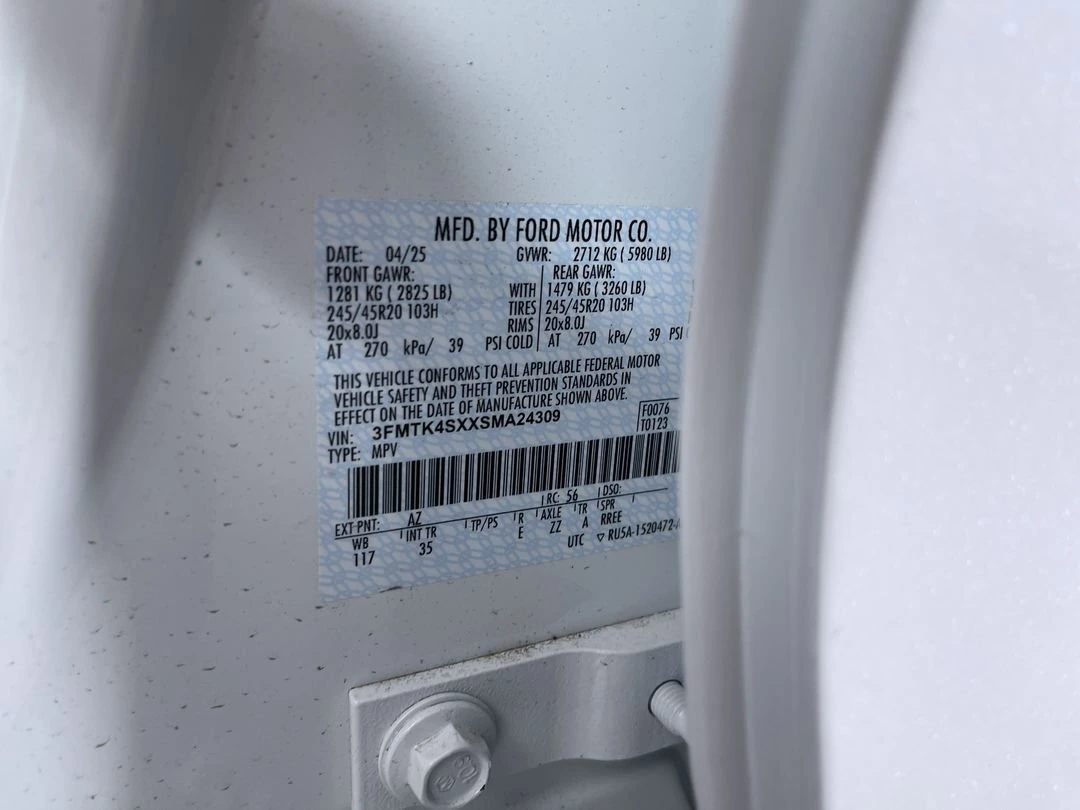 MFD. BY FORD MOTOR CO.
DATE: 04/25 GVWR: 2712 KG ( 5980 LB)
FRONT GAWR: REAR GAWR:
1281 KG ( 2825 LB) WITH 1479 KG ( 3260 LB)
245/45R20 103H TIRES 245/45R20 103H
20x8.0J RIMS 20x8.0J
AT 270 kPa/ 39 PSI COLD AT 270 kPa/ 39 PSI
THIS VEHICLE CONFORMS TO ALL APPLICABLE FEDERAL MOTOR
VEHICLE SAFETY AND THEFT PREVENTION STANDARDS IN
EFFECT ON THE DATE OF MANUFACTURE SHOWN ABOVE.
VIN: 3FMTK4SXXSMA24309 F0076
TYPE: MPV T0123
EXT PNT: AZ RC: 56 DSO:
WB INT TR TP/PS R AXLE TR SPR
117 35 E ZZ A RREE
UTC ▽ RU5A-1520472-